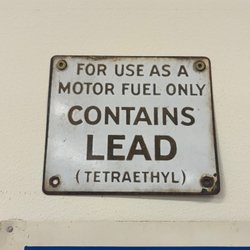 FOR USE AS A
MOTOR FUEL ONLY
CONTAINS
LEAD
(TETRAETHYL)